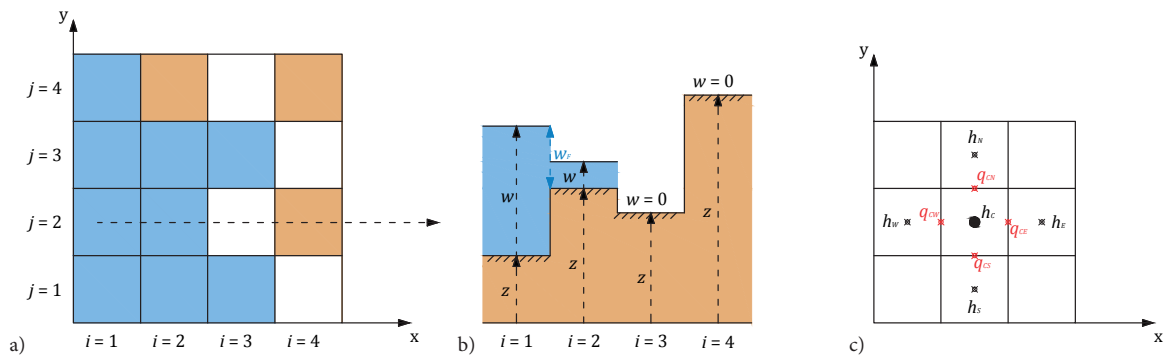 y
j = 4
j = 3
j = 2
j = 1
i = 1
i = 2
i = 3
i = 4
x
a)
w = 0
w_F
w
w
w = 0
z
z
z
z
i = 1
i = 2
i = 3
i = 4
b)
y
h_N
q_CN
q_CW
h_C
h_W
q_CE
h_E
q_CS
h_S
x
c)